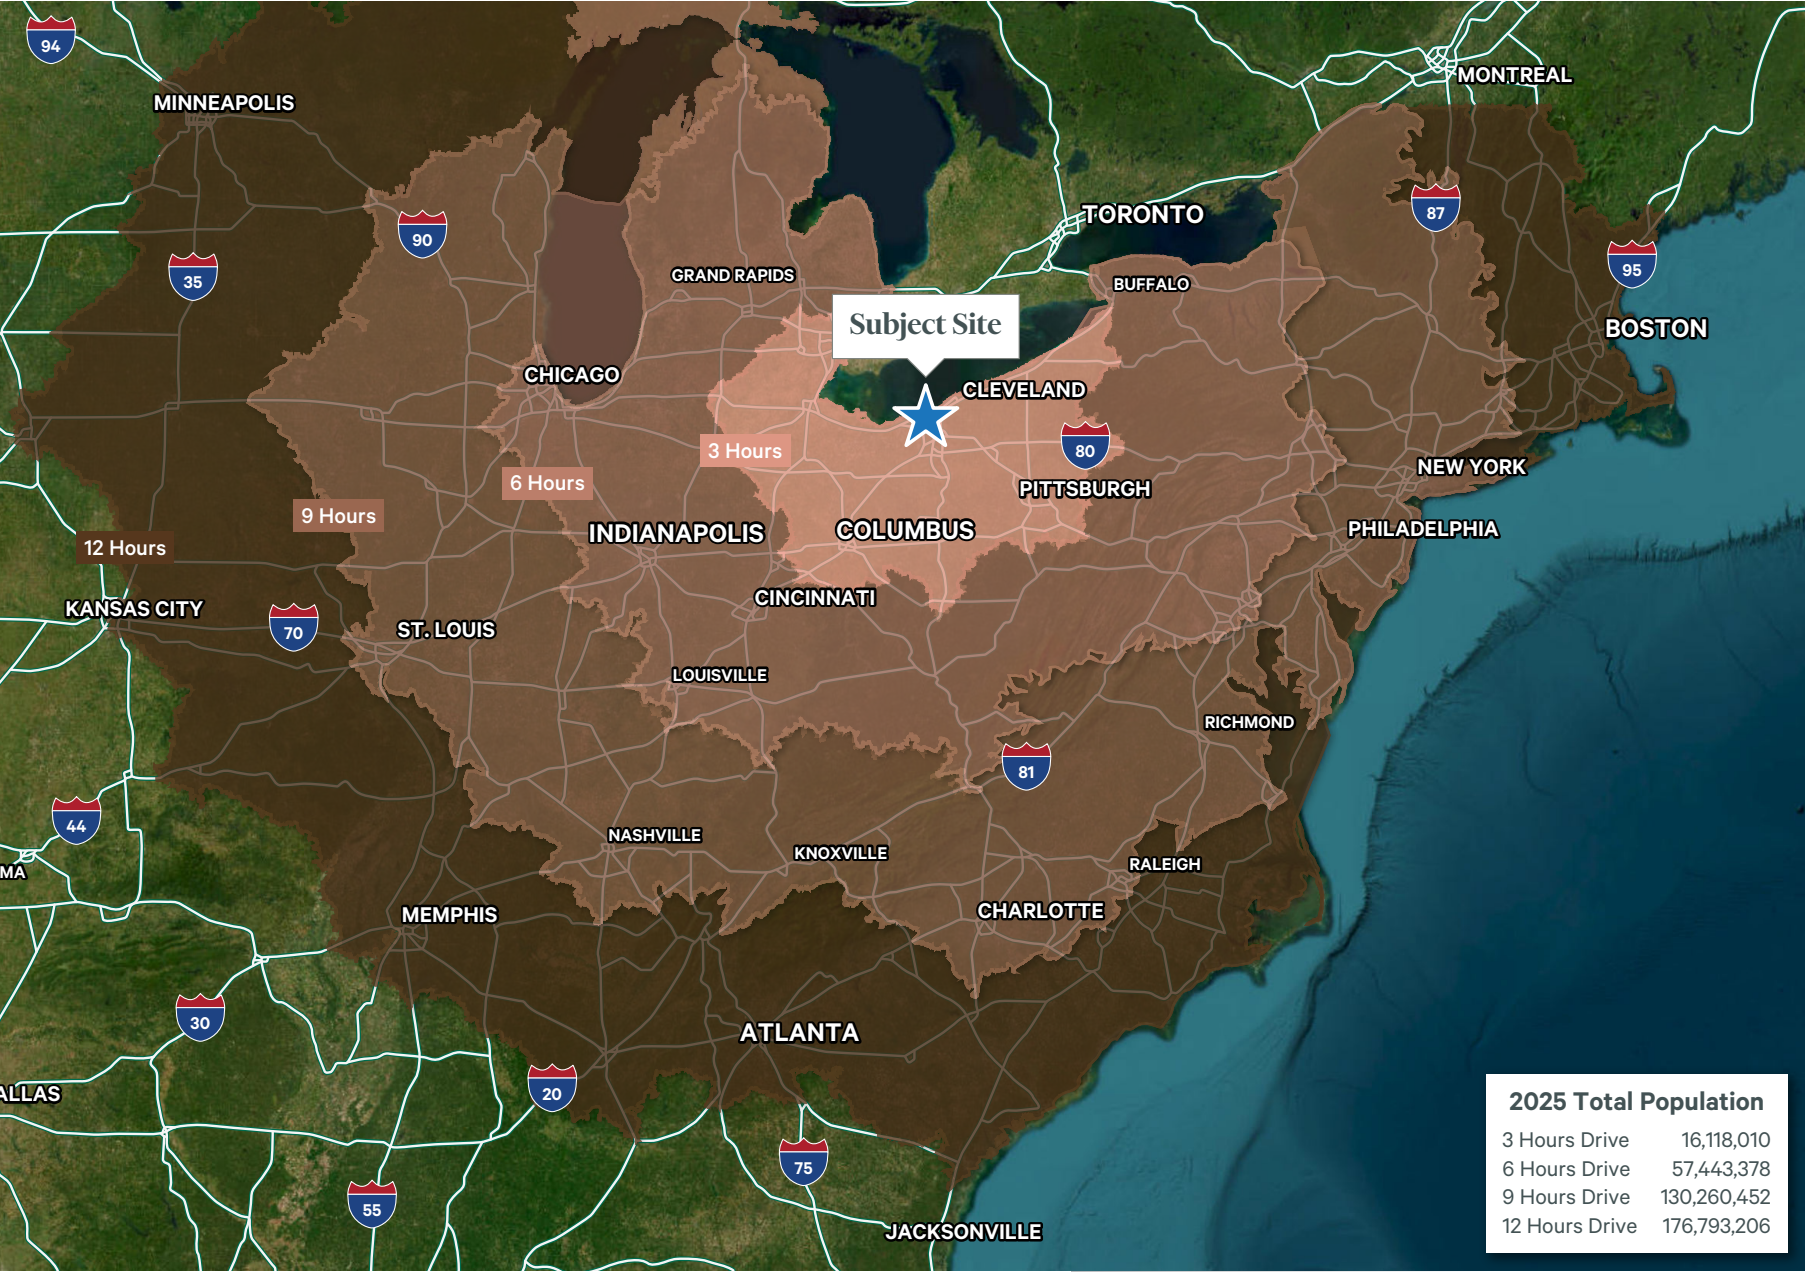 94
MONTREAL
MINNEAPOLIS
87
TORONTO
90
95
35
GRAND RAPIDS
BUFFALO
Subject Site
BOSTON
CHICAGO
CLEVELAND
3 Hours
80
NEW YORK
6 Hours
PITTSBURGH
9 Hours
INDIANAPOLIS
COLUMBUS
PHILADELPHIA
12 Hours
CINCINNATI
KANSAS CITY
70
ST. LOUIS
LOUISVILLE
RICHMOND
81
44
NASHVILLE
KNOXVILLE
RALEIGH
MA
MEMPHIS
CHARLOTTE
30
ATLANTA
20
ALLAS
75
55
JACKSONVILLE
2025 Total Population
3 Hours Drive 16,118,010
6 Hours Drive 57,443,378
9 Hours Drive 130,260,452
12 Hours Drive 176,793,206